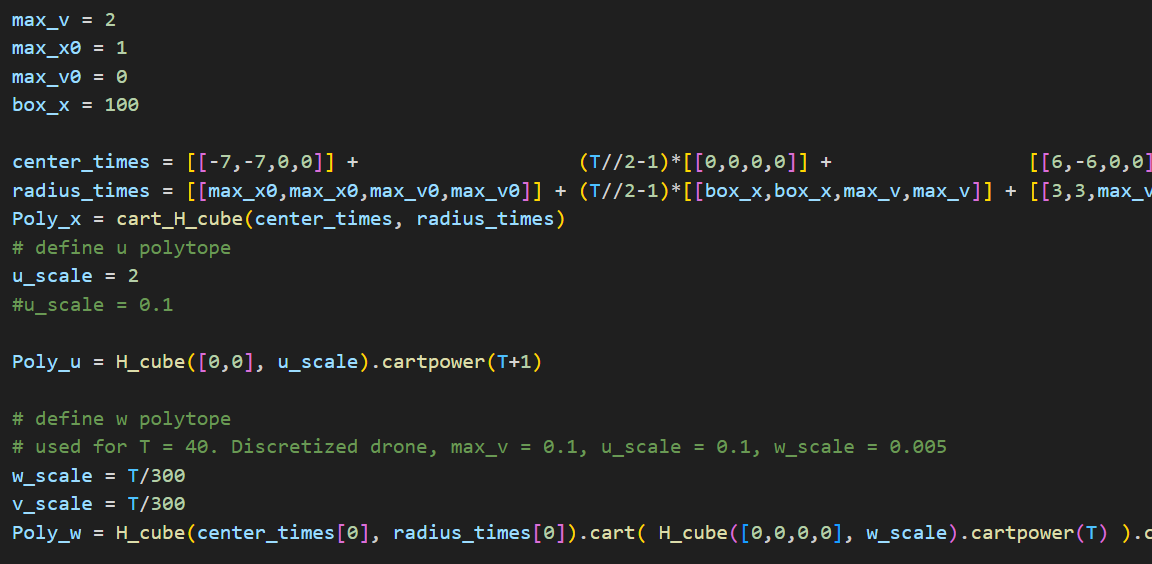 max_v = 2
max_x0 = 1
max_v0 = 0
box_x = 100
center_times = [[-7,-7,0,0]] + (T//2-1)*[[0,0,0,0]] + [[6,-6,0,0]
radius_times = [[max_x0,max_x0,max_v0,max_v0]] + (T//2-1)*[[box_x,box_x,max_v,max_v]] + [[3,3,max_v
Poly_x = cart_H_cube(center_times, radius_times)
# define u polytope
u_scale = 2
#u_scale = 0.1
Poly_u = H_cube([0,0], u_scale).cartpower(T+1)
# define w polytope
# used for T = 40. Discretized drone, max_v = 0.1, u_scale = 0.1, w_scale = 0.005
w_scale = T/300
v_scale = T/300
Poly_w = H_cube(center_times[0], radius_times[0]).cart( H_cube([0,0,0,0], w_scale).cartpower(T) ).c